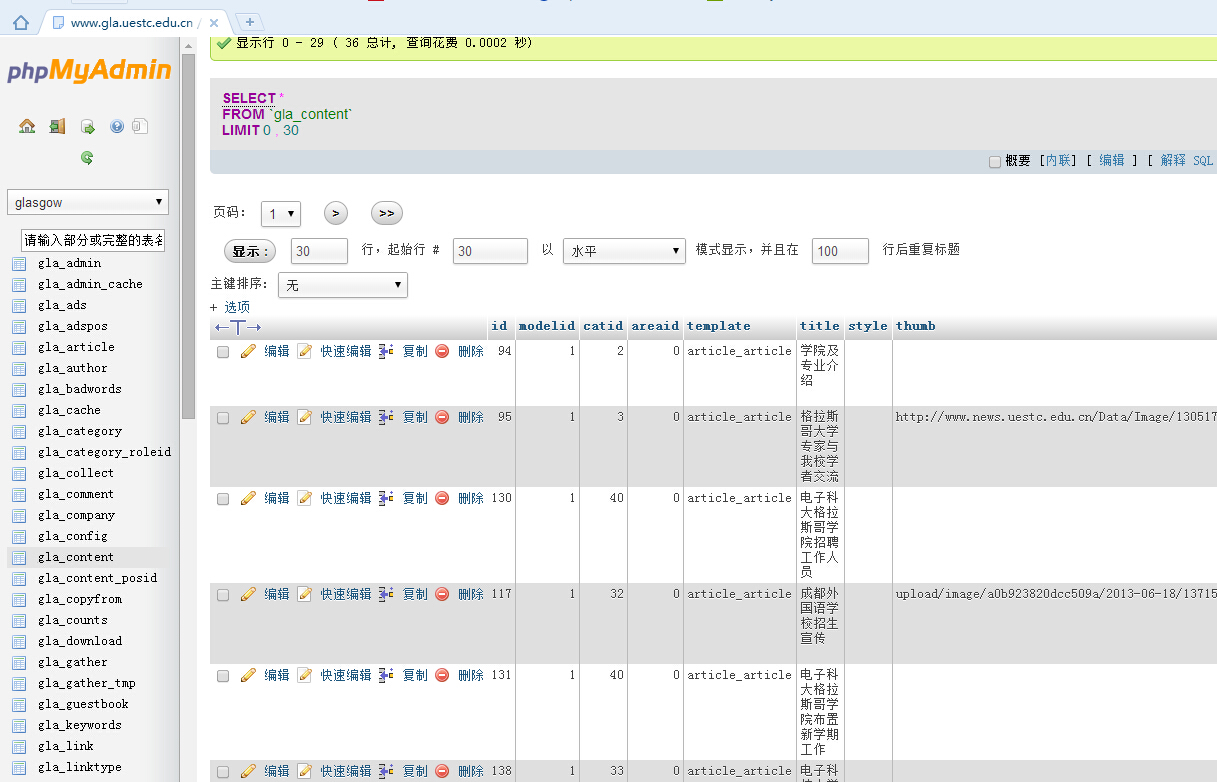 www.gla.uestc.edu.cn /
phpMyAdmin
glasgow
请输入部分或完整的表名
gla_admin
gla_admin_cache
gla_ads
gla_adspos
gla_article
gla_author
gla_badwords
gla_cache
gla_category
gla_category_roleid
gla_collect
gla_comment
gla_company
gla_config
gla_content
gla_content_posid
gla_copyfrom
gla_counts
gla_download
gla_gather
gla_gather_tmp
gla_guestbook
gla_keywords
gla_link
gla_linktype
显示行 0 - 29 ( 36 总计, 查询花费 0.0002 秒)
SELECT *
FROM `gla_content`
LIMIT 0 , 30
概要 [内联] [ 编辑 ] [ 解释 SQL
页码: 1 > >>
显示 : 30 行,起始行 # 30 以 水平 模式显示,并且在 100 行后重复标题
主键排序: 无
+ 选项
←T→ id modelid catid areaid template title style thumb
编辑 快速编辑 复制 删除 94 1 2 0 article_article 学院及
专业介
绍
编辑 快速编辑 复制 删除 95 1 3 0 article_article 格拉斯 http://www.news.uestc.edu.cn/Data/Image/130517
哥大学
专家与
我校学
者交流
编辑 快速编辑 复制 删除 130 1 40 0 article_article 电子科
大格拉
斯哥学
院招聘
工作人
员
编辑 快速编辑 复制 删除 117 1 32 0 article_article 成都外 upload/image/a0b923820dcc509a/2013-06-18/13715
国语学
校招生
宣传
编辑 快速编辑 复制 删除 131 1 40 0 article_article 电子科
大格拉
斯哥学
院布置
新学期
工作
编辑 快速编辑 复制 删除 138 1 33 0 article_article 电子科